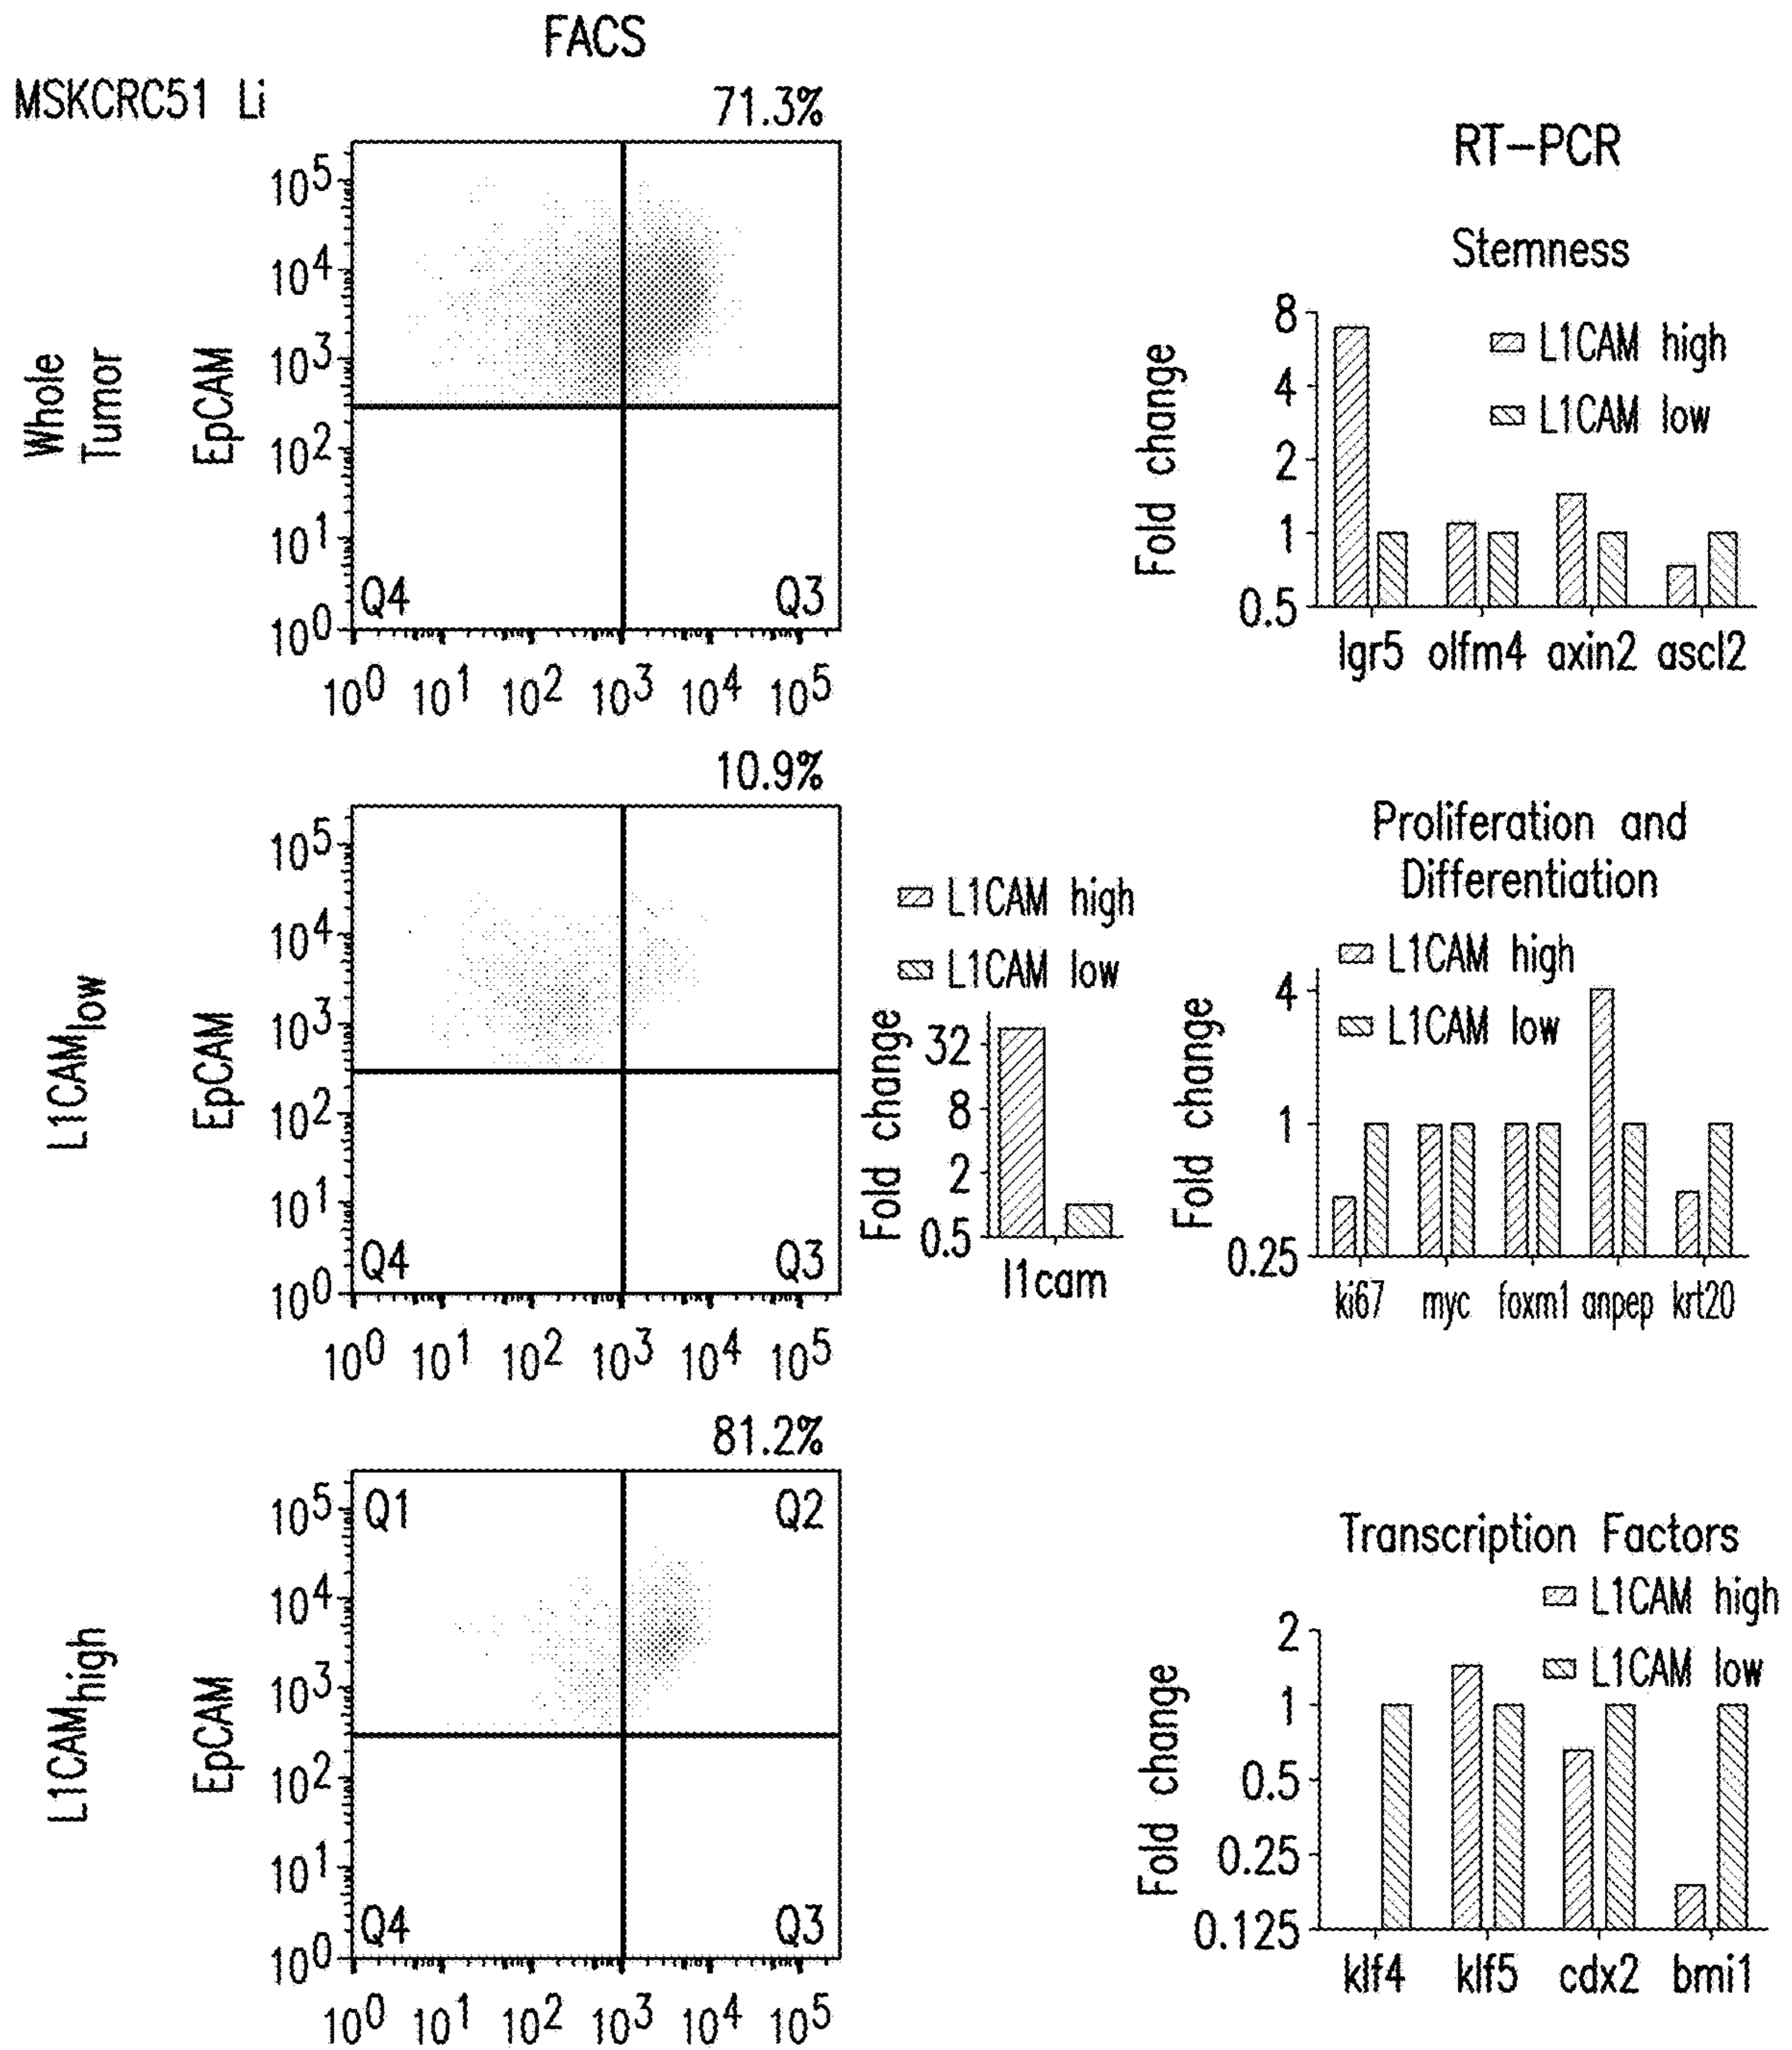 FACS
MSKCRC51 Li
71.3%
Whole
Tumor
EpCAM
10^5
10^4
10^3
10^2
10^1
10^0
Q4
Q3
10^0 10^1 10^2 10^3 10^4 10^5
10.9%
L1CAM_low
EpCAM
10^5
10^4
10^3
10^2
10^1
10^0
Q4
Q3
10^0 10^1 10^2 10^3 10^4 10^5
81.2%
L1CAM_high
EpCAM
10^5
10^4
10^3
10^2
10^1
10^0
Q1
Q2
Q4
Q3
10^0 10^1 10^2 10^3 10^4 10^5
L1CAM high
L1CAM low
Fold change
32
8
2
0.5
l1cam
RT-PCR
Stemness
L1CAM high
L1CAM low
Fold change
8
4
2
1
0.5
lgr5 olfm4 axin2 ascl2
Proliferation and
Differentiation
L1CAM high
L1CAM low
Fold change
4
1
0.25
ki67 myc foxm1 anpep krt20
Transcription Factors
L1CAM high
L1CAM low
Fold change
2
1
0.5
0.25
0.125
klf4 klf5 cdx2 bmi1